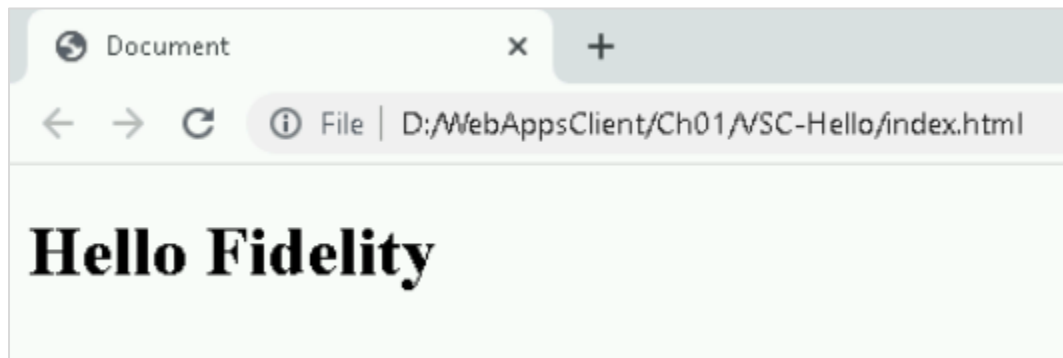 Document
File D:/WebAppsClient/Ch01/VSC-Hello/index.html
Hello Fidelity